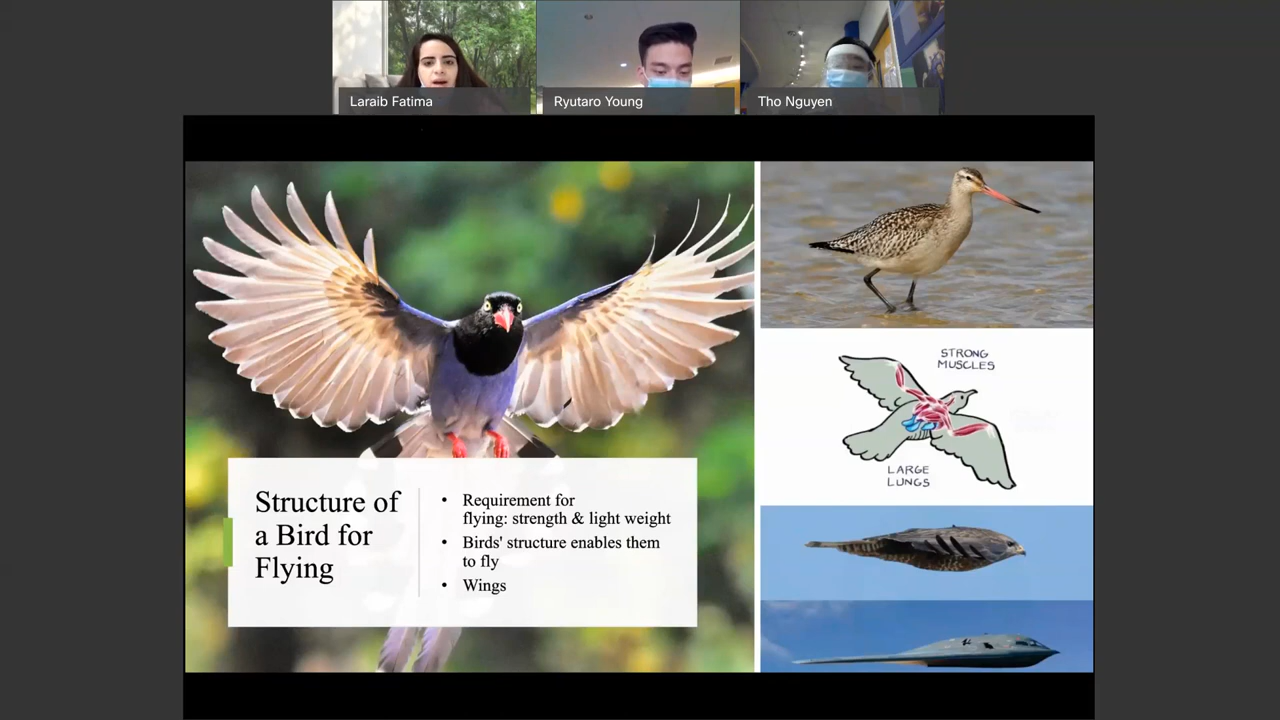 Laraib Fatima
Ryutaro Young
Tho Nguyen
STRONG
MUSCLES
LARGE
LUNGS
Structure of
a Bird for
Flying
• Requirement for
flying: strength & light weight
• Birds' structure enables them
to fly
• Wings